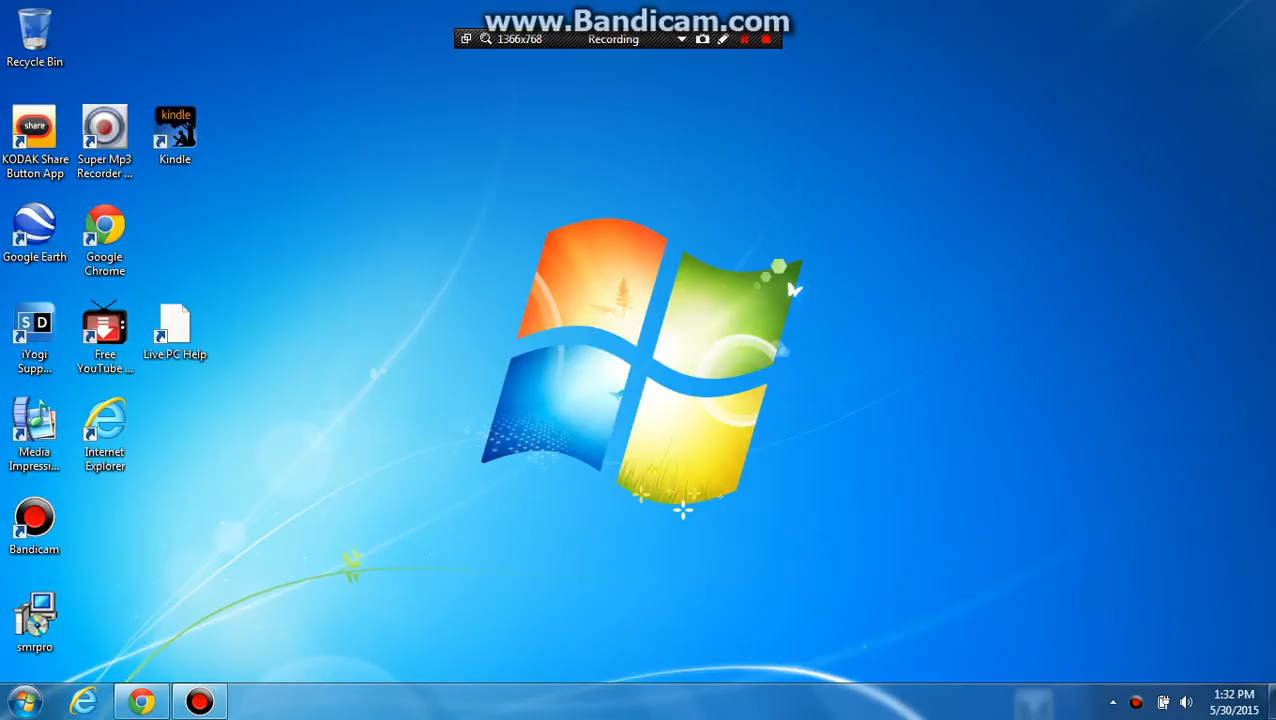 www.Bandicam.com
1366x768 Recording
Recycle Bin
share
KODAK Share
Button App
Super Mp3
Recorder ...
kindle
Kindle
Google Earth
Google
Chrome
S D
iYogi
Supp...
Free
YouTube ...
Live PC Help
Media
Impressi...
Internet
Explorer
Bandicam
smrpro
1:32 PM
5/30/2015